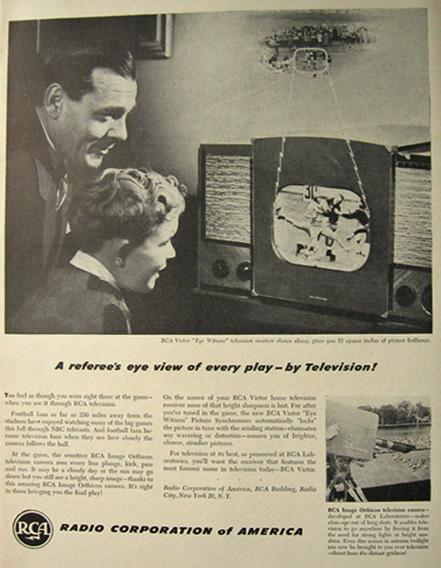 RCA Victor "Eye Witness" television receiver shown above, gives you 52 square inches of picture brilliance.
A referee's eye view of every play—by Television!
You feel as though you were right there at the game—
when you see it through RCA television.
Football fans as far as 250 miles away from the
stadium have enjoyed watching many of the big games
this fall through NBC telecasts. And football fans be-
come television fans when they see how closely the
camera follows the ball.
At the game, the sensitive RCA Image Orthicon
television camera sees every line plunge, kick, pass
and run. It may be a cloudy day or the sun may go
down but you still see a bright, sharp image—thanks to
this amazing RCA Image Orthicon camera. It's right
in there bringing you the final play!
On the screen of your RCA Victor home television
receiver none of that bright sharpness is lost. For after
you've tuned in the game, the new RCA Victor "Eye
Witness" Picture Synchronizer automatically "locks"
the picture in tune with the sending station—eliminates
any wavering or distortion—assures you of brighter,
clearer, steadier pictures.
For television at its best, as pioneered at RCA Lab-
oratories, you'll want the receiver that features the
most famous name in television today—RCA Victor.
Radio Corporation of America, RCA Building, Radio
City, New York 20, N. Y.
RCA Image Orthicon television camera—
developed at RCA Laboratories—makes
close-ups out of long shots. It enables tele-
vision to go anywhere by freeing it from
the need for strong lights or bright sun-
shine. Even dim scenes in autumn twilight
can now be brought to you over television
—direct from the distant gridiron!
RCA
RADIO CORPORATION of AMERICA